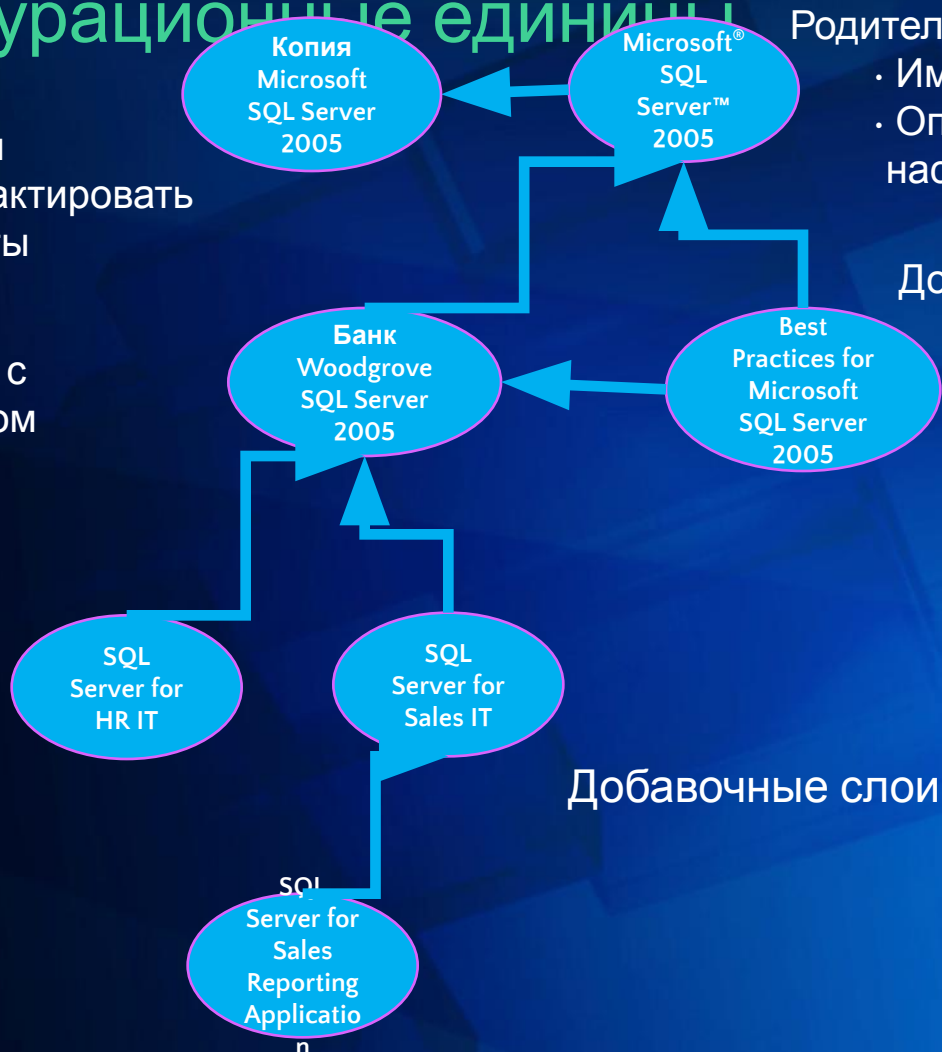 урационные единицы
Копия
Microsoft
SQL Server
2005
Microsoft®
SQL
Server™
2005
Родител
· Им
· Оп
нас
и
актировать
ты
с
ом
До
Банк
Woodgrove
SQL Server
2005
Best
Practices for
Microsoft
SQL Server
2005
SQL
Server for
HR IT
SQL
Server for
Sales IT
Добавочные слои
SQL
Server for
Sales
Reporting
Applicatio
n